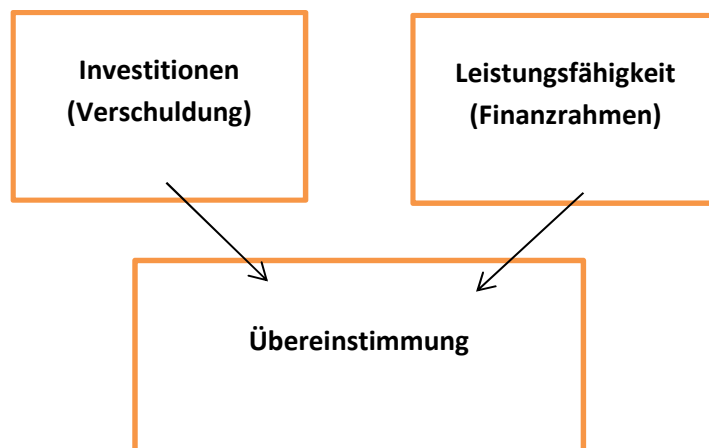 Investitionen
(Verschuldung)
Leistungsfähigkeit
(Finanzrahmen)
Übereinstimmung